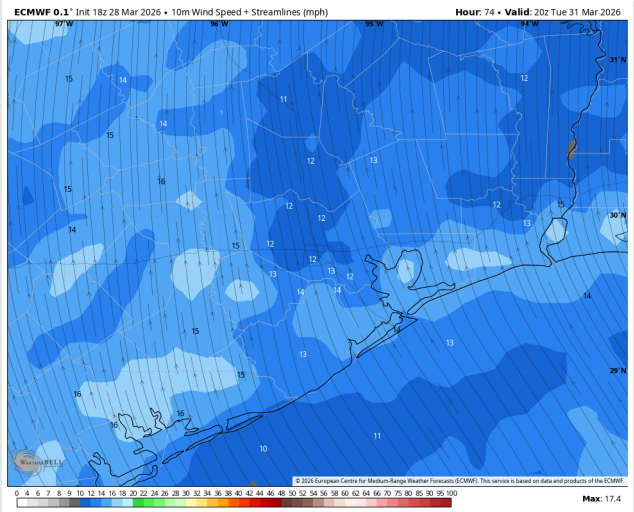 ECMWF 0.1° Init 18z 28 Mar 2026 • 10m Wind Speed + Streamlines (mph)
Hour: 74 • Valid: 20z Tue 31 Mar 2026
97°W 96°W 95°W 94°W
31°N
15 14 12
11
14
15
12 13
16
15
12 12 15
30°N
12 13
14
15 12
12
13 13 12
14 14
14
15 14
13 13
29°N
15
16
16
16
11
10
WEATHERBELL
© 2026 European Centre for Medium-Range Weather Forecasts (ECMWF). This service is based on data and products of the ECMWF.
0 4 6 7 8 9 10 12 14 16 18 20 22 24 26 28 30 32 34 36 38 40 42 44 46 48 50 52 54 56 58 60 62 64 66 70 75 80 85 90 95 100
Max: 17.4